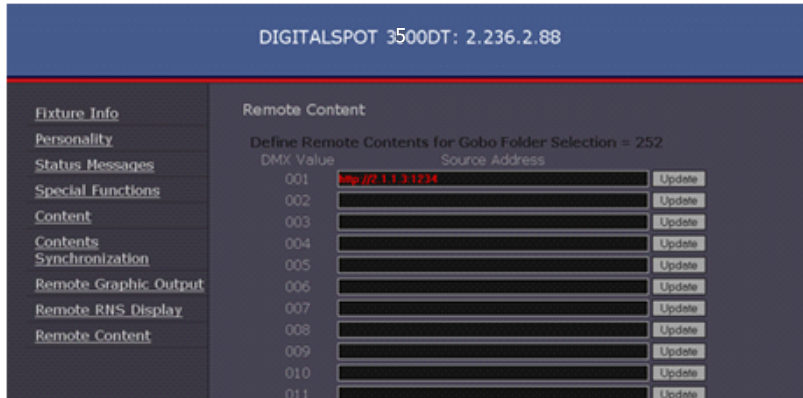 DIGITALSPOT 3500DT: 2.236.2.88
Fixture Info
Personality
Status Messages
Special Functions
Content
Contents
Synchronization
Remote Graphic Output
Remote RNS Display
Remote Content
Remote Content
Define Remote Contents for Gobo Folder Selection = 252
DMX Value Source Address
001 http://2.1.1.3:1234 Update
002 Update
003 Update
004 Update
005 Update
006 Update
007 Update
008 Update
009 Update
010 Update
011 Update